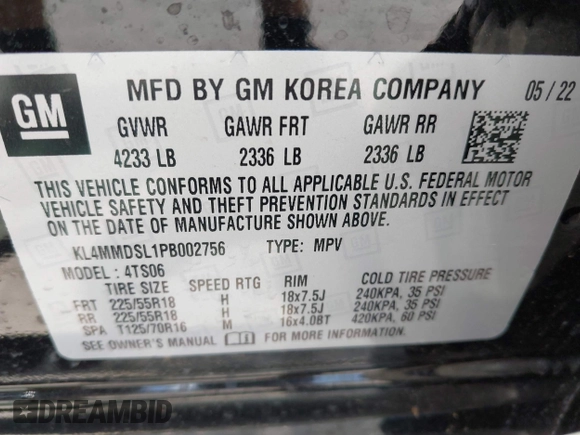 GM
MFD BY GM KOREA COMPANY 05/22
GVWR GAWR FRT GAWR RR
4233 LB 2336 LB 2336 LB
THIS VEHICLE CONFORMS TO ALL APPLICABLE U.S. FEDERAL MOTOR
VEHICLE SAFETY AND THEFT PREVENTION STANDARDS IN EFFECT
ON THE DATE OF MANUFACTURE SHOWN ABOVE.
KL4MMDSL1PB002756 TYPE: MPV
MODEL: 4TS06
TIRE SIZE SPEED RTG RIM COLD TIRE PRESSURE
FRT 225/55R18 H 18x7.5J 240KPA, 35 PSI
RR 225/55R18 H 18x7.5J 240KPA, 35 PSI
SPA T125/70R16 M 16x4.0BT 420KPA, 60 PSI
SEE OWNER'S MANUAL FOR MORE INFORMATION.
DREAMBID